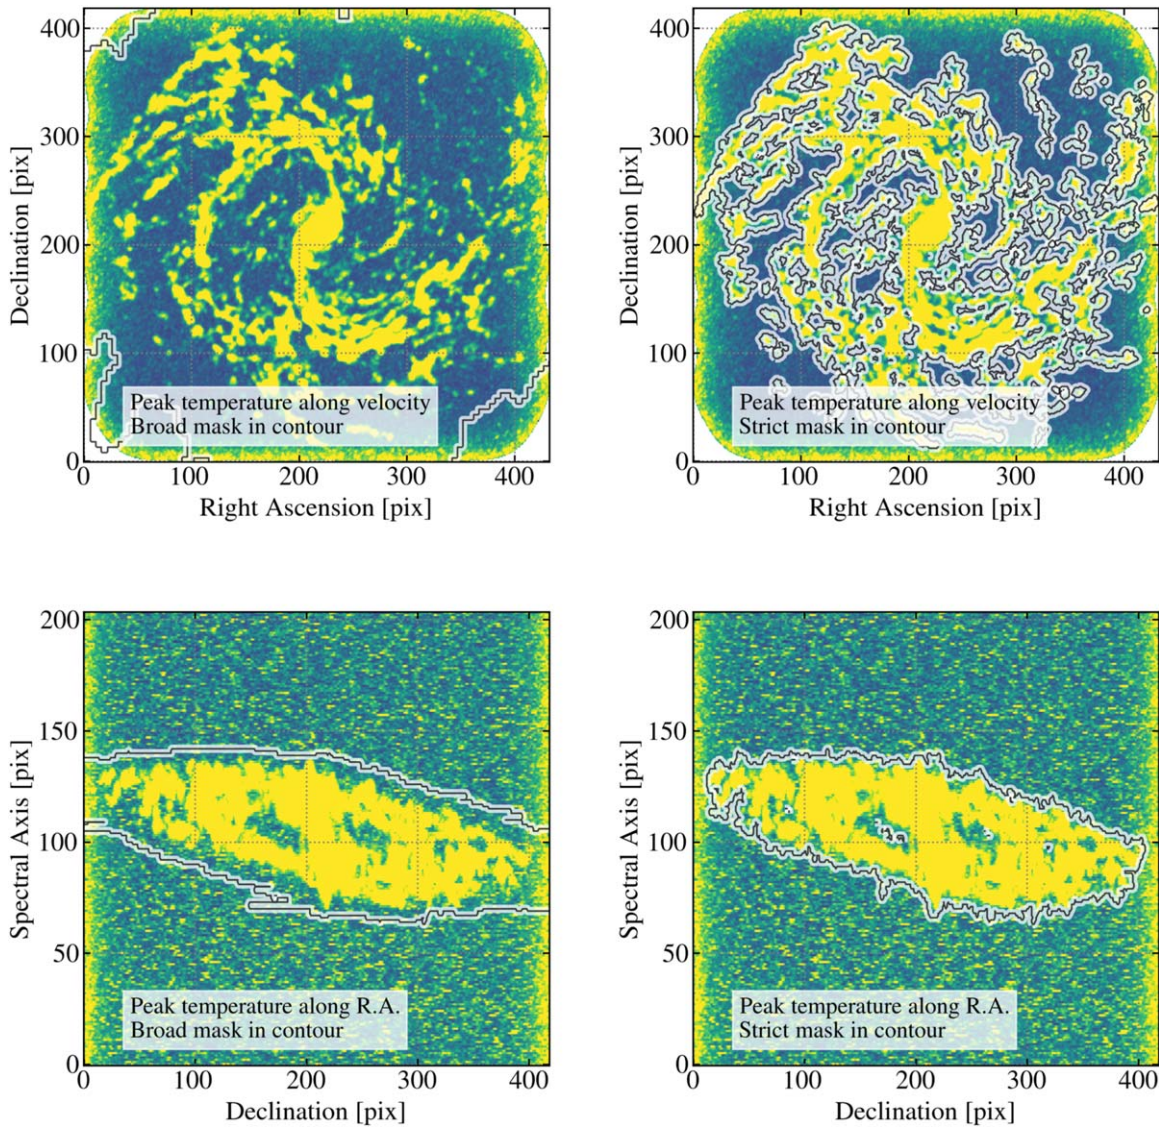 400
300
200
100
0
Declination [pix]
Peak temperature along velocity
Broad mask in contour
0 100 200 300 400
Right Ascension [pix]
400
300
200
100
0
Declination [pix]
Peak temperature along velocity
Strict mask in contour
0 100 200 300 400
Right Ascension [pix]
200
150
100
50
0
Spectral Axis [pix]
Peak temperature along R.A.
Broad mask in contour
0 100 200 300 400
Declination [pix]
200
150
100
50
0
Spectral Axis [pix]
Peak temperature along R.A.
Strict mask in contour
0 100 200 300 400
Declination [pix]